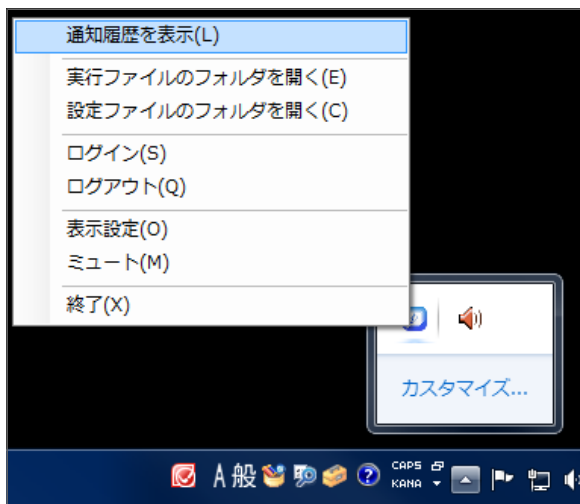 通知履歴を表示(L)
実行ファイルのフォルダを開く(E)
設定ファイルのフォルダを開く(C)
ログイン(S)
ログアウト(Q)
表示設定(O)
ミュート(M)
終了(X)
カスタマイズ...
A 般
CAPS
KANA